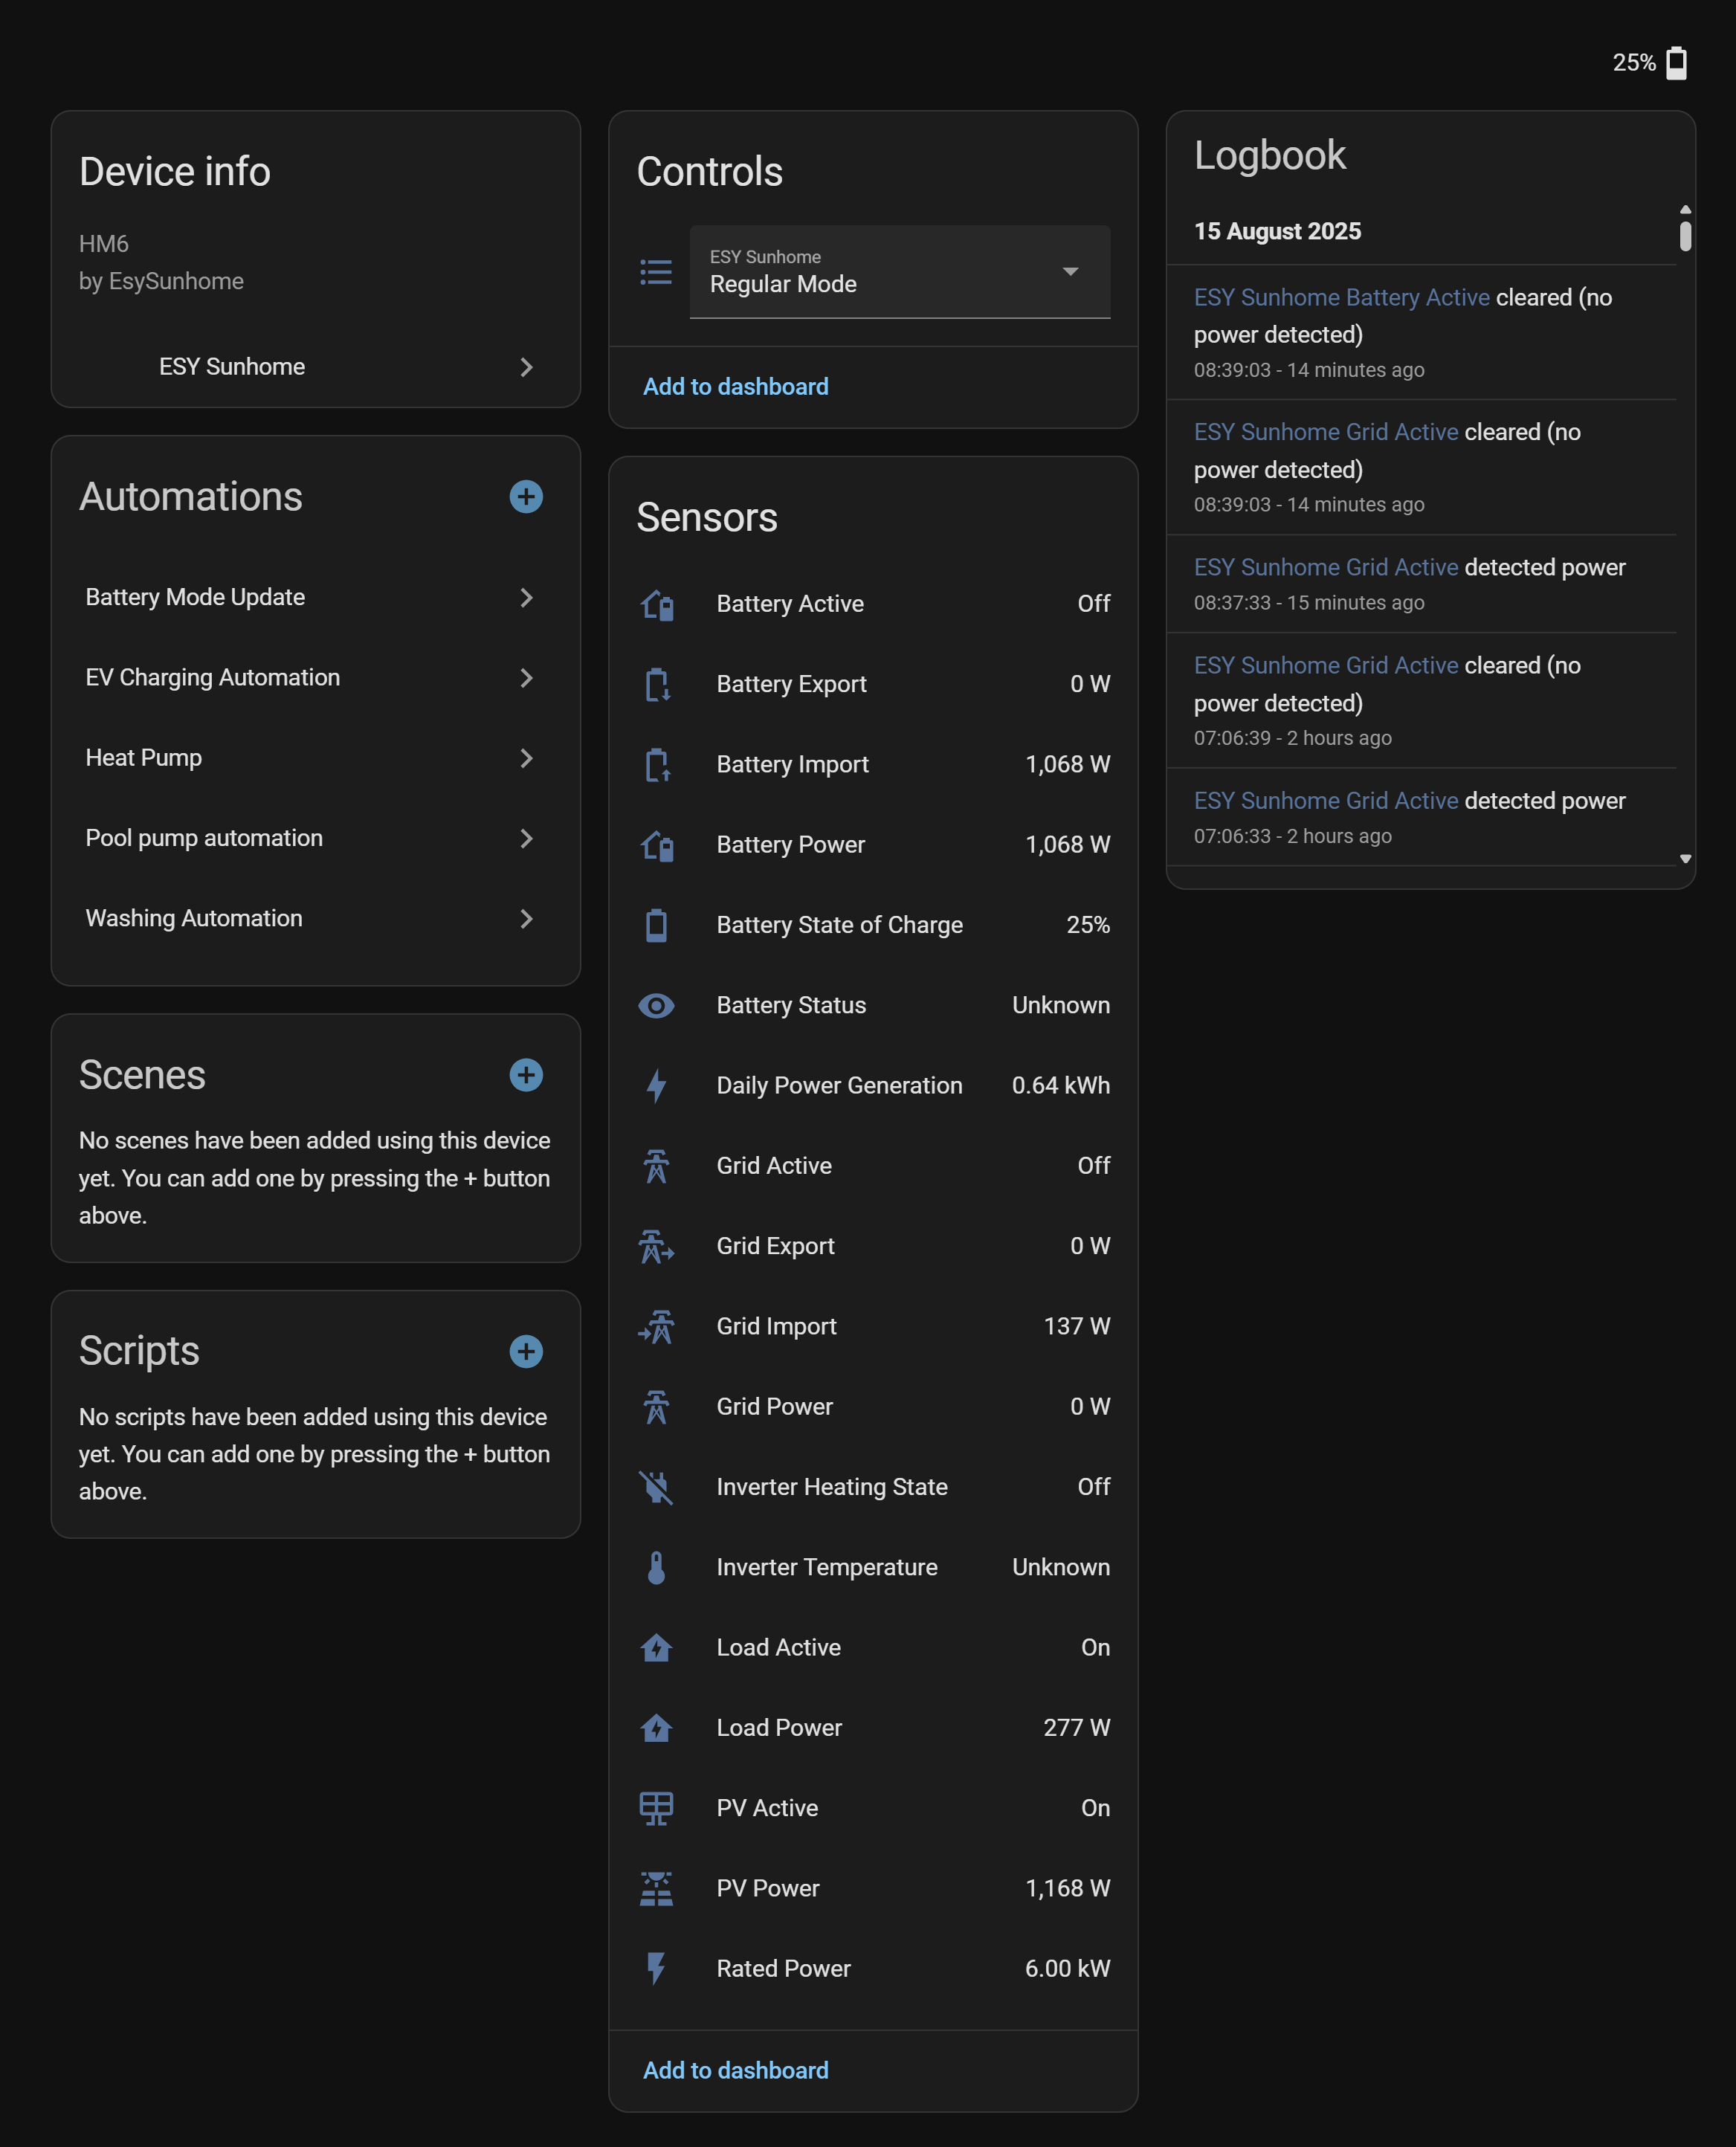 25%
Device info
HM6
by EsySunhome
ESY Sunhome
Automations
Battery Mode Update
EV Charging Automation
Heat Pump
Pool pump automation
Washing Automation
Scenes
No scenes have been added using this device
yet. You can add one by pressing the + button
above.
Scripts
No scripts have been added using this device
yet. You can add one by pressing the + button
above.
Controls
ESY Sunhome
Regular Mode
Add to dashboard
Sensors
Battery Active Off
Battery Export 0 W
Battery Import 1,068 W
Battery Power 1,068 W
Battery State of Charge 25%
Battery Status Unknown
Daily Power Generation 0.64 kWh
Grid Active Off
Grid Export 0 W
Grid Import 137 W
Grid Power 0 W
Inverter Heating State Off
Inverter Temperature Unknown
Load Active On
Load Power 277 W
PV Active On
PV Power 1,168 W
Rated Power 6.00 kW
Add to dashboard
Logbook
15 August 2025
ESY Sunhome Battery Active cleared (no
power detected)
08:39:03 - 14 minutes ago
ESY Sunhome Grid Active cleared (no
power detected)
08:39:03 - 14 minutes ago
ESY Sunhome Grid Active detected power
08:37:33 - 15 minutes ago
ESY Sunhome Grid Active cleared (no
power detected)
07:06:39 - 2 hours ago
ESY Sunhome Grid Active detected power
07:06:33 - 2 hours ago